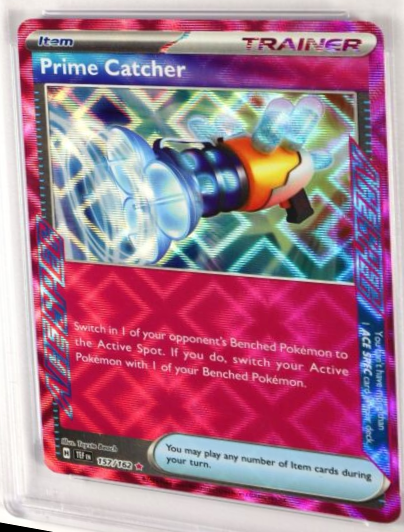 Item
TRAINER
Prime Catcher
ACE SPEC
ACE SPEC
Switch in 1 of your opponent's Benched Pokémon to
the Active Spot. If you do, switch your Active
Pokémon with 1 of your Benched Pokémon.
You can't have more than
1 ACE SPEC card in your deck.
Illus. Toyste Beach
H TEF EN 157/162
You may play any number of Item cards during
your turn.